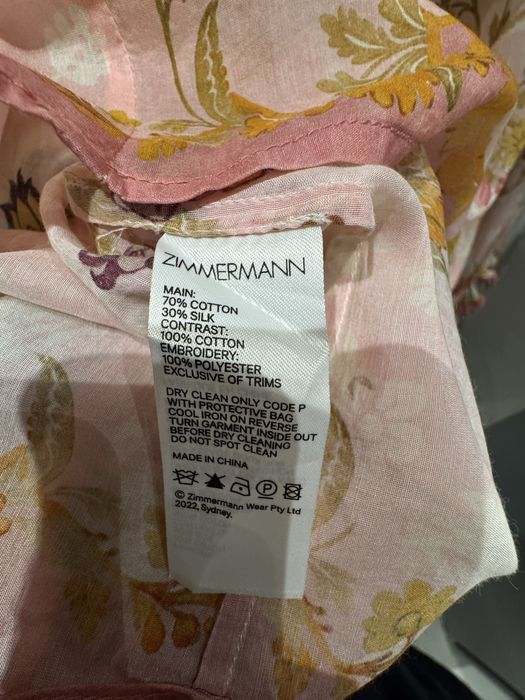 ZIMMERMANN
MAIN:
70% COTTON
30% SILK
CONTRAST:
100% COTTON
EMBROIDERY:
100% POLYESTER
EXCLUSIVE OF TRIMS
DRY CLEAN ONLY CODE P
WITH PROTECTIVE BAG
COOL IRON ON REVERSE
TURN GARMENT INSIDE OUT
BEFORE DRY CLEANING
DO NOT SPOT CLEAN
MADE IN CHINA
P
© Zimmermann Wear Pty Ltd
2022, Sydney.